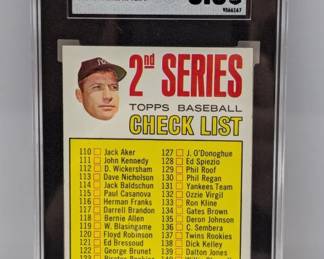 9566147
2nd SERIES
TOPPS BASEBALL
CHECK LIST
110 Jack Aker
111 John Kennedy
112 D. Wickersham
113 Dave Nicholson
114 Jack Baldschun
115 Paul Casanova
116 Herman Franks
117 Darrell Brandon
118 Bernie Allen
119 W. Blasingame
120 Floyd Robinson
121 Ed Bressoud
122 George Brunet
127 J. O'Donoghue
128 Ed Spiezio
129 Phil Roof
130 Phil Regan
131 Yankees Team
132 Ozzie Virgil
133 Ron Kline
134 Gates Brown
135 Deron Johnson
136 C. Sembera
137 Twins Rookies
138 Dick Kelley
139 Dalton Jones